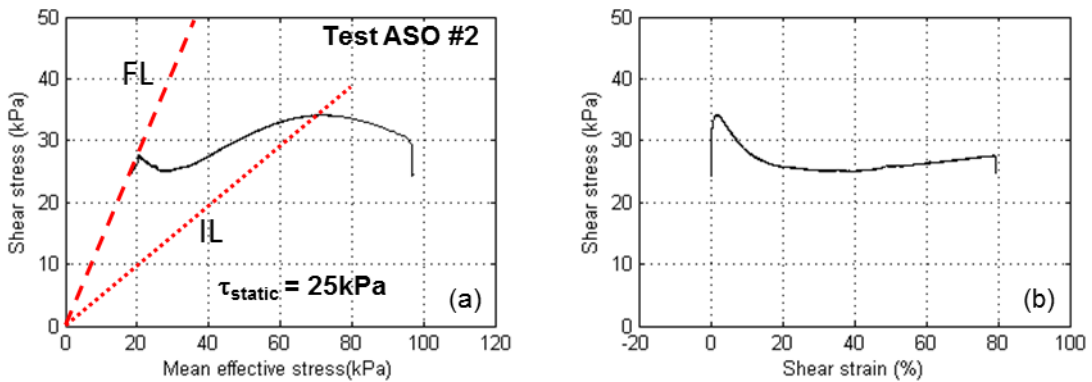 Test ASO #2
FL
IL
τstatic = 25kPa
(a)
Shear stress (kPa)
50
40
30
20
10
0
0 20 40 60 80 100 120
Mean effective stress(kPa)
(b)
Shear stress (kPa)
50
40
30
20
10
0
-20 0 20 40 60 80 100
Shear strain (%)